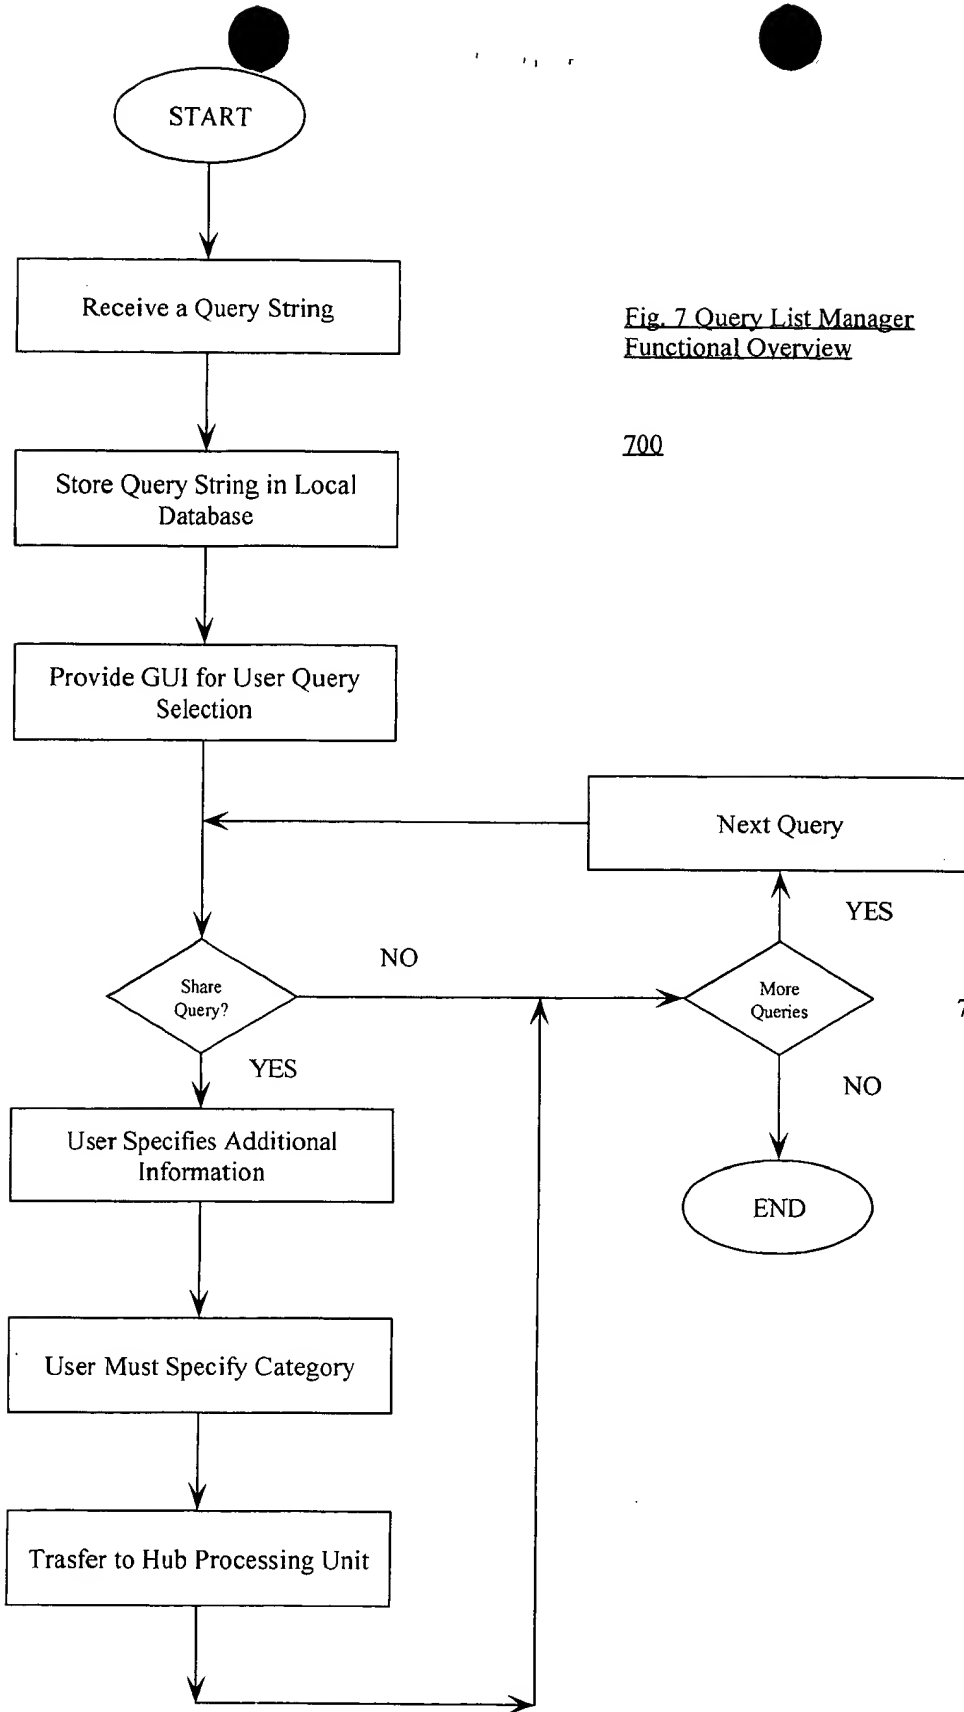 START
Receive a Query String
Fig. 7 Query List Manager
Functional Overview
700
Store Query String in Local
Database
Provide GUI for User Query
Selection
Next Query
YES
NO
Share
Query?
More
Queries
7
YES
NO
User Specifies Additional
Information
END
User Must Specify Category
Trasfer to Hub Processing Unit